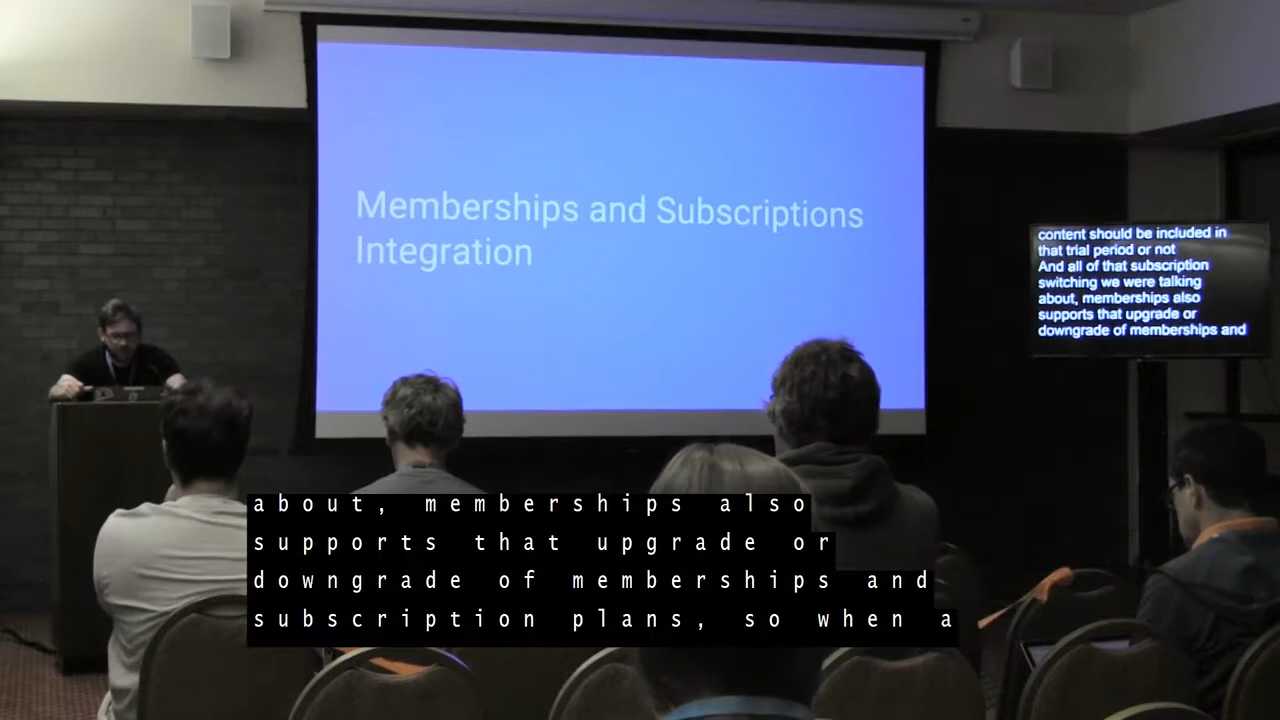 Memberships and Subscriptions
Integration
content should be included in
that trial period or not
And all of that subscription
switching we were talking
about, memberships also
supports that upgrade or
downgrade of memberships and
about, memberships also
supports that upgrade or
downgrade of memberships and
subscription plans, so when a